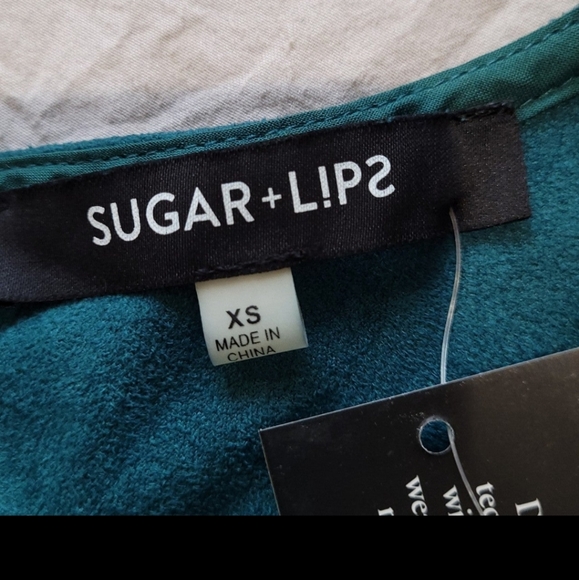 SUGAR + L!PS
XS
MADE IN
CHINA